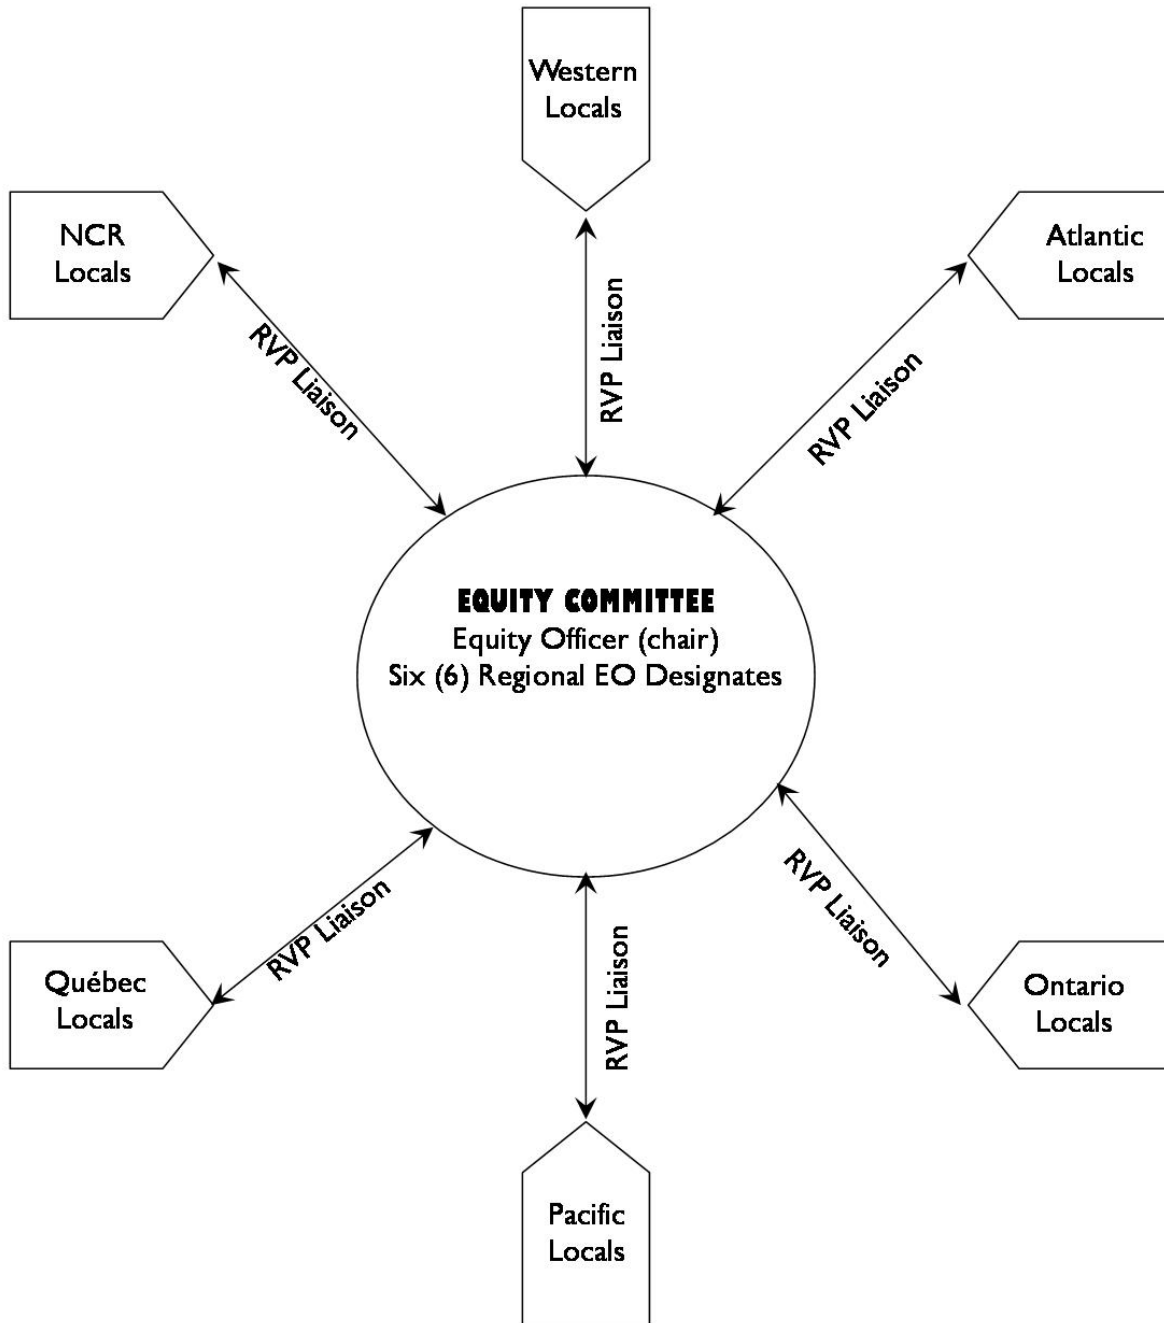 Western
Locals
NCR
Locals
Atlantic
Locals
RVP Liaison
RVP Liaison
RVP Liaison
EQUITY COMMITTEE
Equity Officer (chair)
Six (6) Regional EO Designates
RVP Liaison
RVP Liaison
RVP Liaison
Québec
Locals
Ontario
Locals
Pacific
Locals